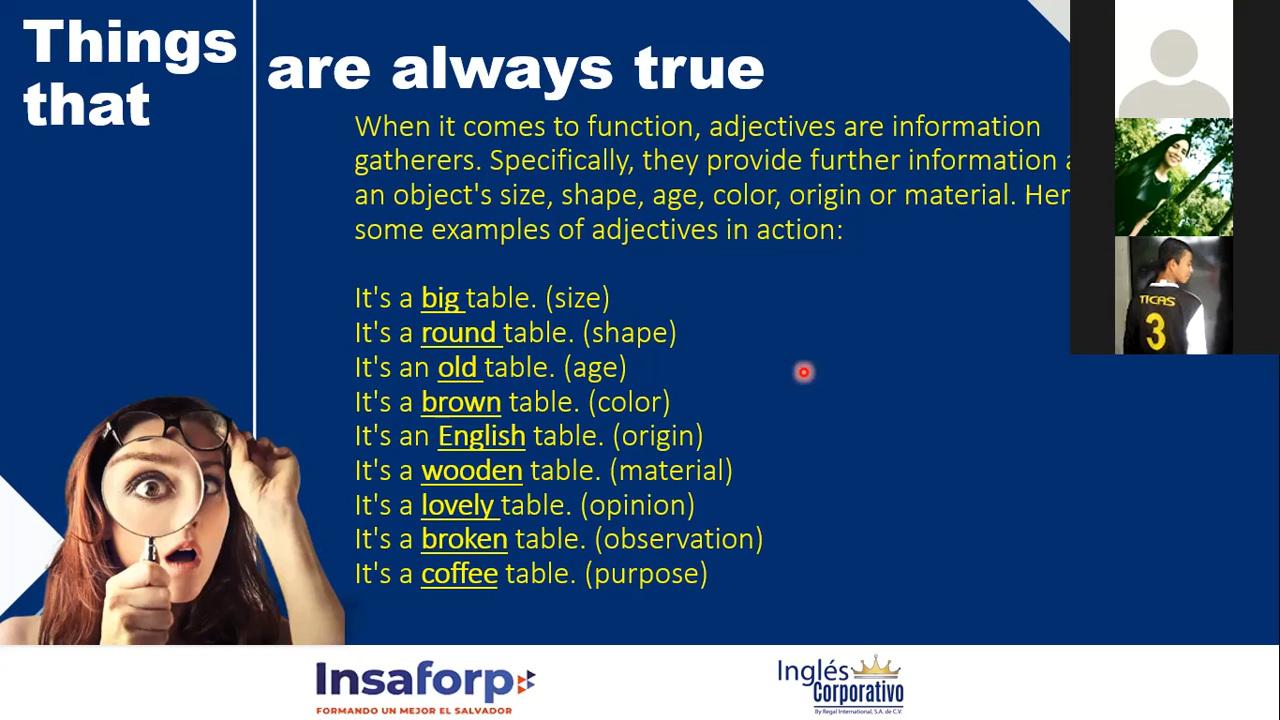 Things
that
are always true
When it comes to function, adjectives are information
gatherers. Specifically, they provide further information
an object's size, shape, age, color, origin or material.
some examples of adjectives in action:
It's a big table. (size)
It's a round table. (shape)
It's an old table. (age)
It's a brown table. (color)
It's an English table. (origin)
It's a wooden table. (material)
It's a lovely table. (opinion)
It's a broken table. (observation)
It's a coffee table. (purpose)
TICAS
3
Insaforp
FORMANDO UN MEJOR EL SALVADOR
Inglés
Corporativo
By Regal International, S.A. de C.V.